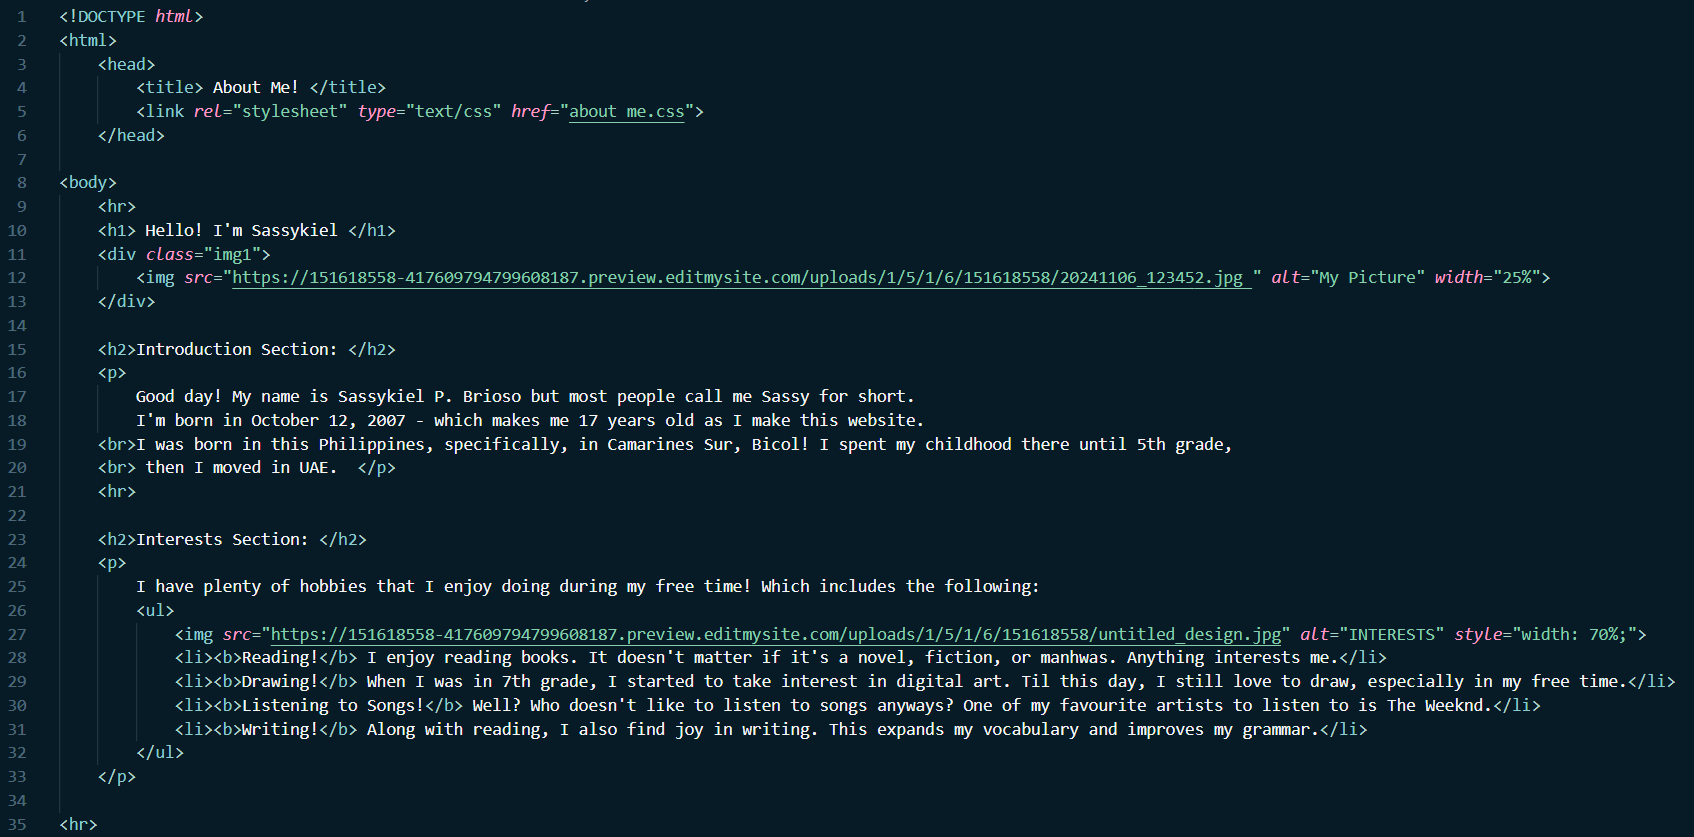 1 <!DOCTYPE html>
2 <html>
3 <head>
4 <title> About Me! </title>
5 <link rel="stylesheet" type="text/css" href="about me.css">
6 </head>
7
8 <body>
9 <hr>
10 <h1> Hello! I'm Sassykiel </h1>
11 <div class="img1">
12 <img src="https://151618558-417609794799608187.preview.editmysite.com/uploads/1/5/1/6/151618558/20241106_123452.jpg " alt="My Picture" width="25%">
13 </div>
14
15 <h2>Introduction Section: </h2>
16 <p>
17 Good day! My name is Sassykiel P. Brioso but most people call me Sassy for short.
18 I'm born in October 12, 2007 - which makes me 17 years old as I make this website.
19 <br>I was born in this Philippines, specifically, in Camarines Sur, Bicol! I spent my childhood there until 5th grade,
20 <br> then I moved in UAE.  </p>
21 <hr>
22
23 <h2>Interests Section: </h2>
24 <p>
25 I have plenty of hobbies that I enjoy doing during my free time! Which includes the following:
26 <ul>
27 <img src="https://151618558-417609794799608187.preview.editmysite.com/uploads/1/5/1/6/151618558/untitled_design.jpg" alt="INTERESTS" style="width: 70%;">
28 <li><b>Reading!</b> I enjoy reading books. It doesn't matter if it's a novel, fiction, or manhwas. Anything interests me.</li>
29 <li><b>Drawing!</b> When I was in 7th grade, I started to take interest in digital art. Til this day, I still love to draw, especially in my free time.</li>
30 <li><b>Listening to Songs!</b> Well? Who doesn't like to listen to songs anyways? One of my favourite artists to listen to is The Weeknd.</li>
31 <li><b>Writing!</b> Along with reading, I also find joy in writing. This expands my vocabulary and improves my grammar.</li>
32 </ul>
33 </p>
34
35 <hr>